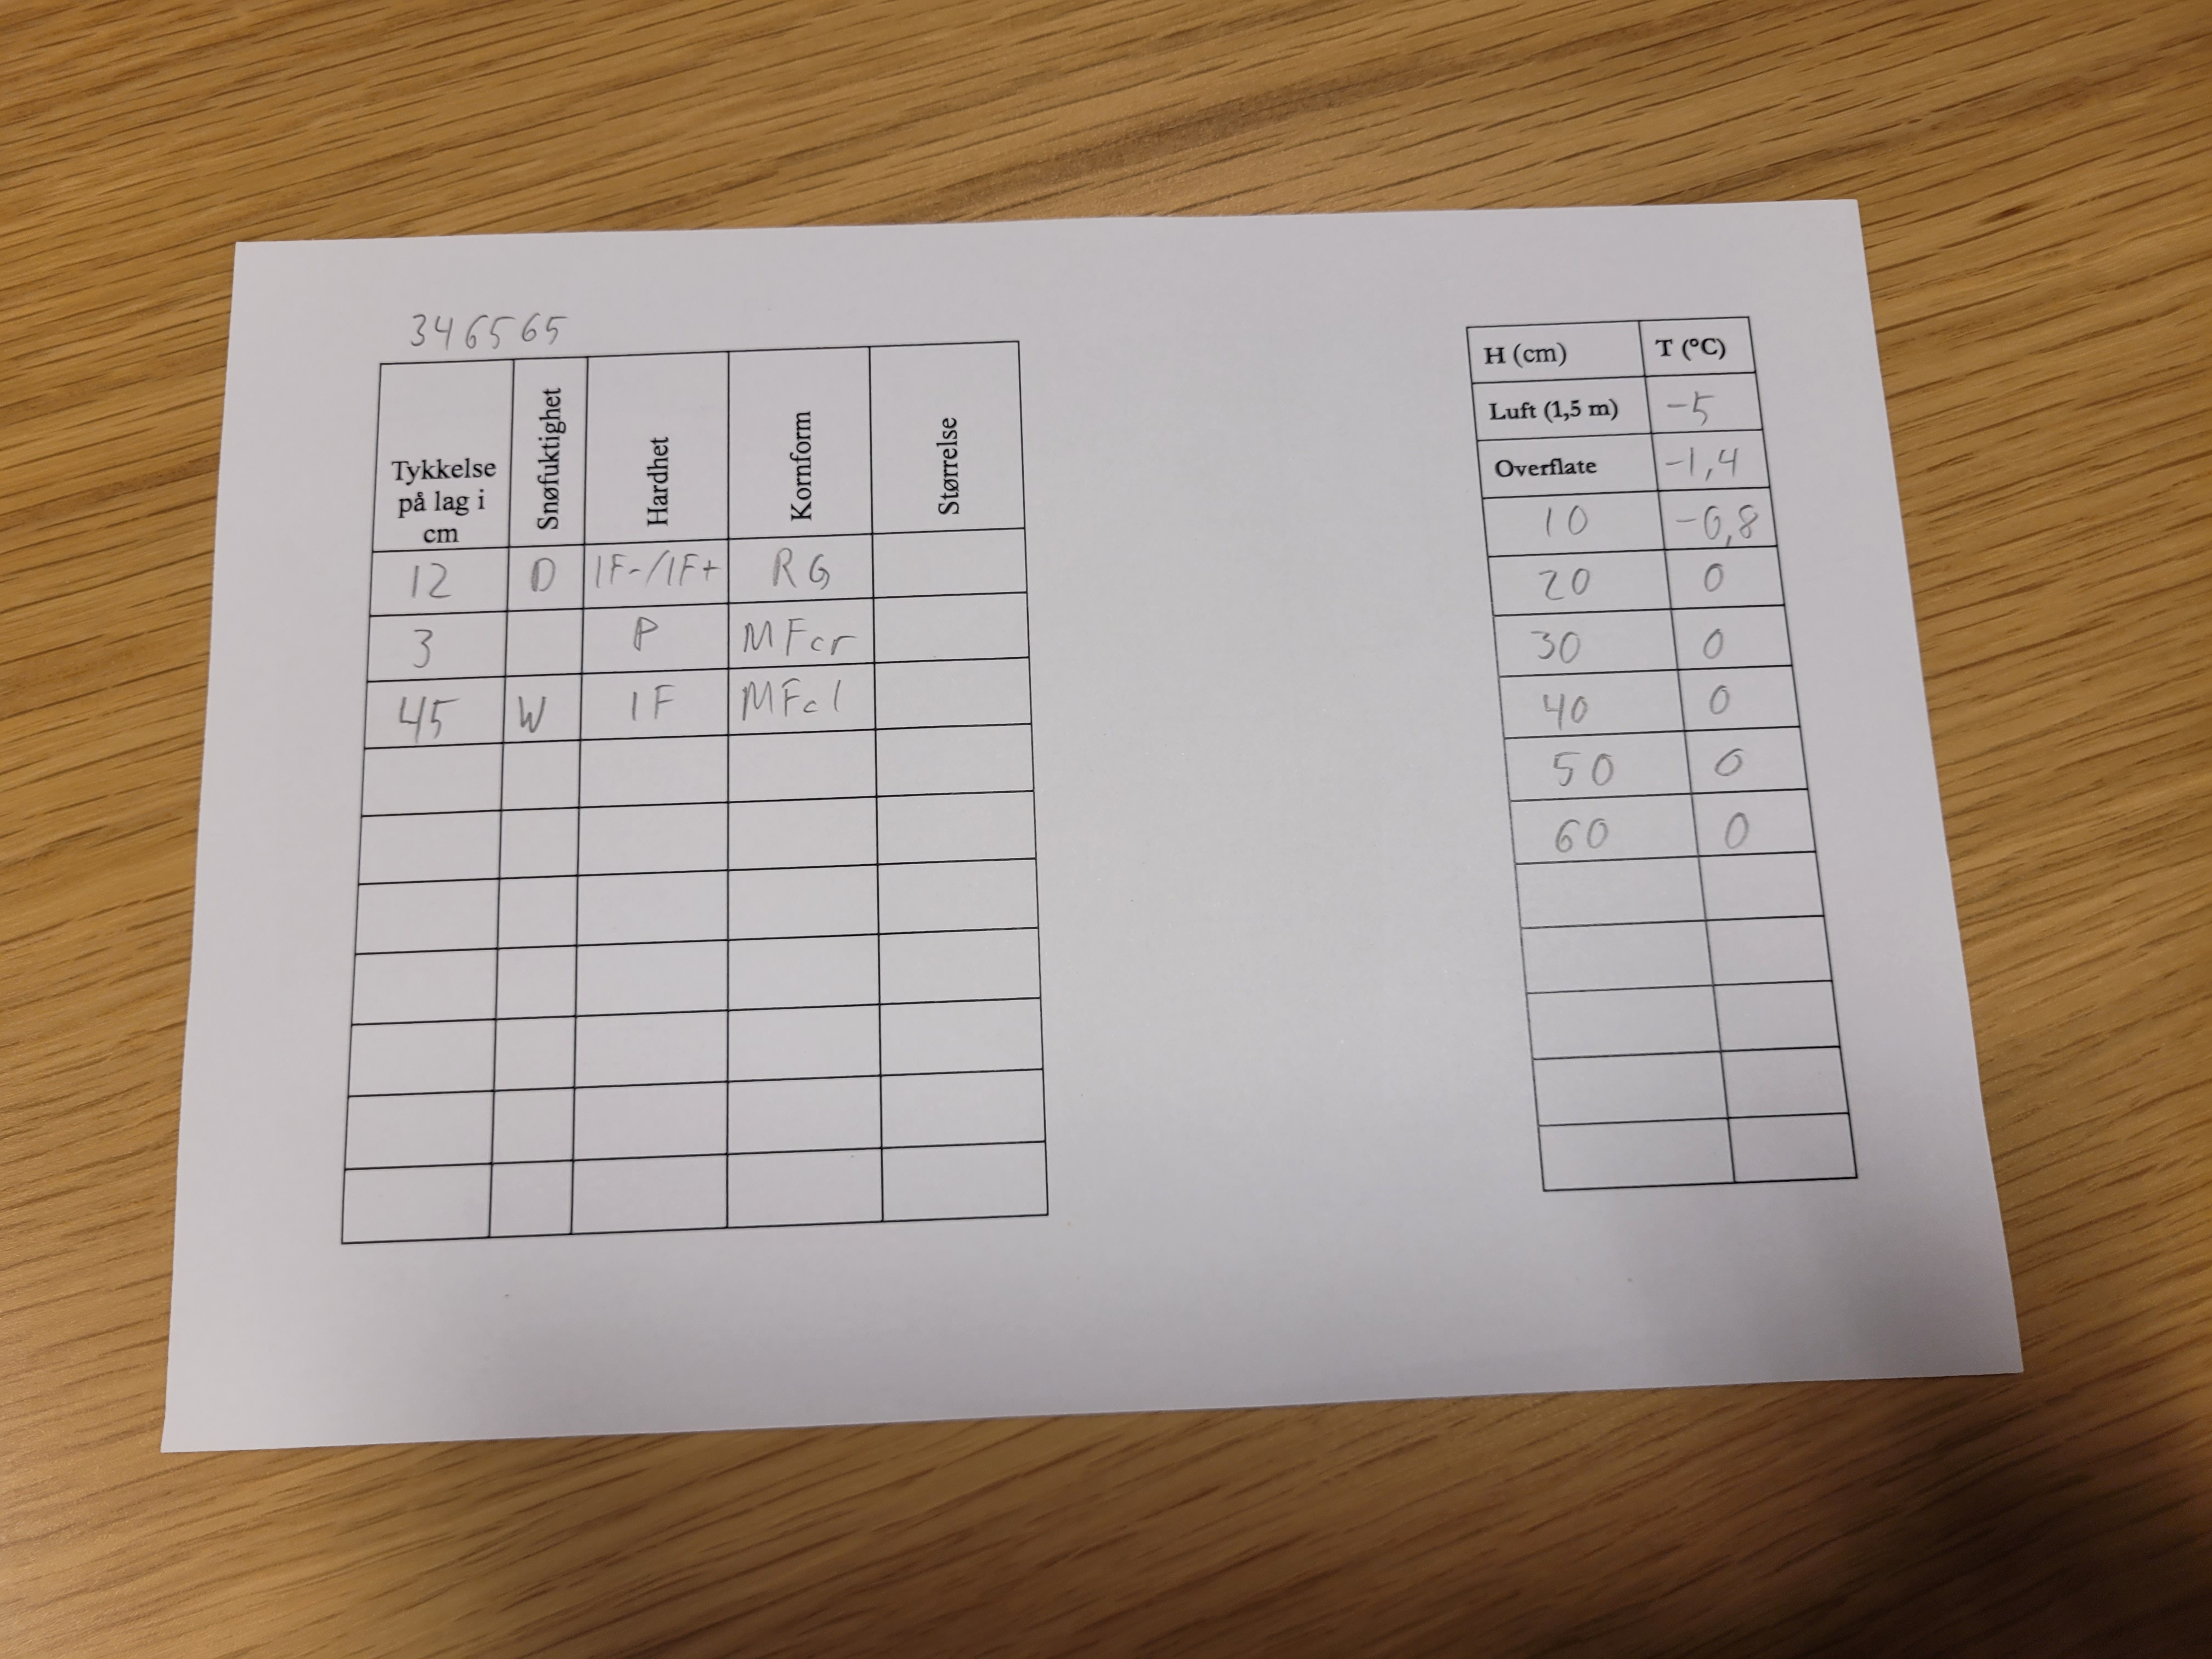 346565
Tykkelse på lag i cm Snøfuktighet Hardhet Kornform Størrelse
12 D 1F-/1F+ RG
3 P MFcr
45 W 1F MFcl
H (cm) T (°C)
Luft (1,5 m) -5
Overflate -1,4
10 -0,8
20 0
30 0
40 0
50 0
60 0